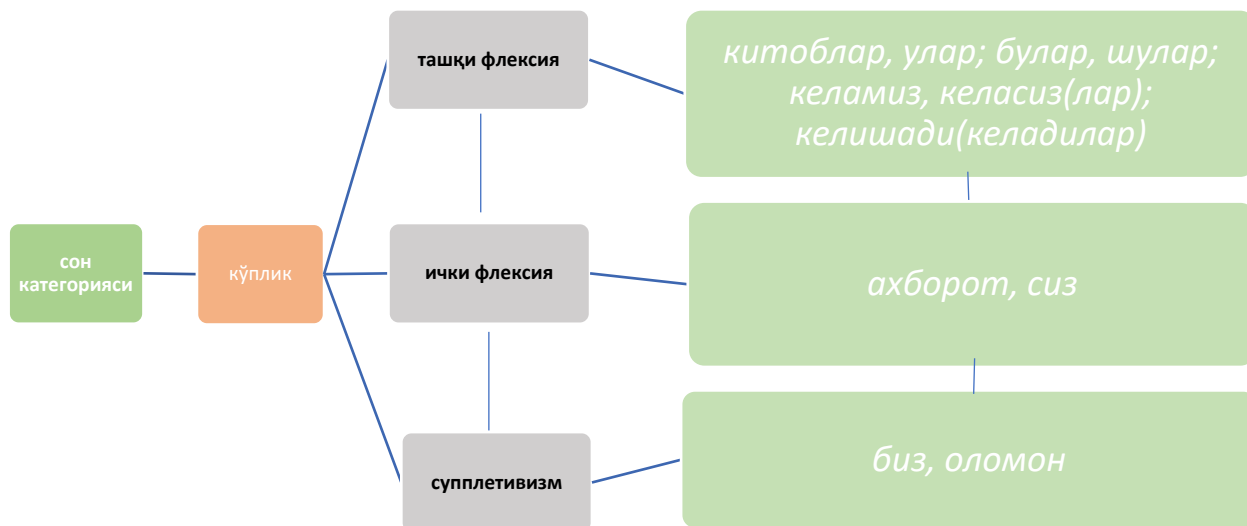 сон
категорияси
кўплик
ташқи флексия
китоблар, улар; булар, шулар;
келамиз, келасиз(лар);
келишади(келадилар)
ички флексия
ахборот, сиз
супплетивизм
биз, оломон